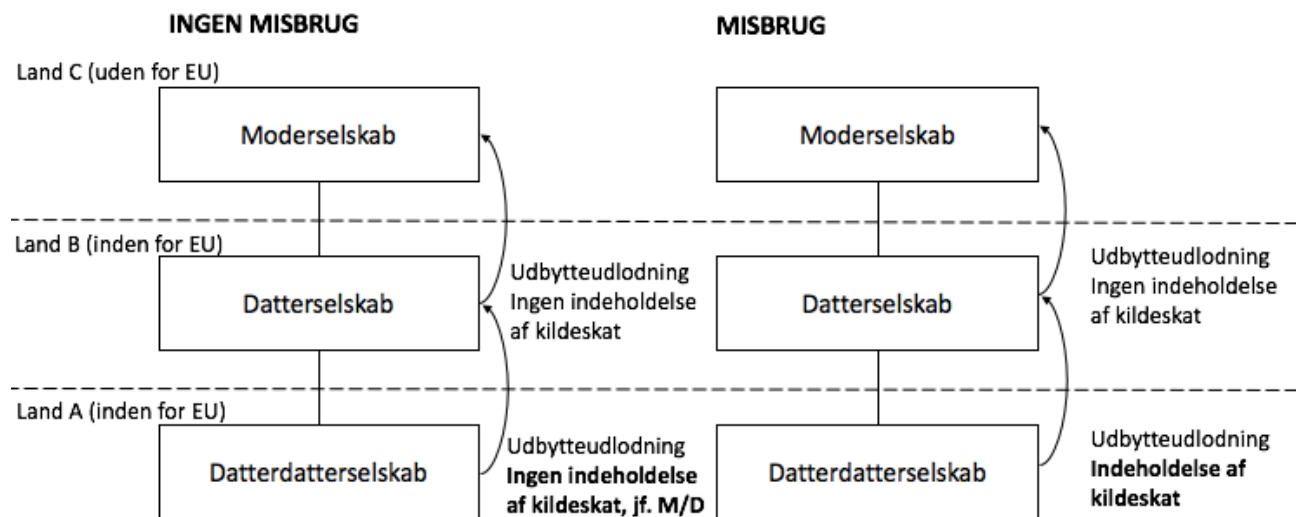 INGEN MISBRUG
MISBRUG
Land C (uden for EU)
Moderselskab
Moderselskab
Land B (inden for EU)
Datterselskab
Udbytteudlodning
Ingen indeholdelse
af kildeskat
Datterselskab
Udbytteudlodning
Ingen indeholdelse
af kildeskat
Land A (inden for EU)
Datterdatterselskab
Udbytteudlodning
Ingen indeholdelse
af kildeskat, jf. M/D
Datterdatterselskab
Udbytteudlodning
Indeholdelse af
kildeskat